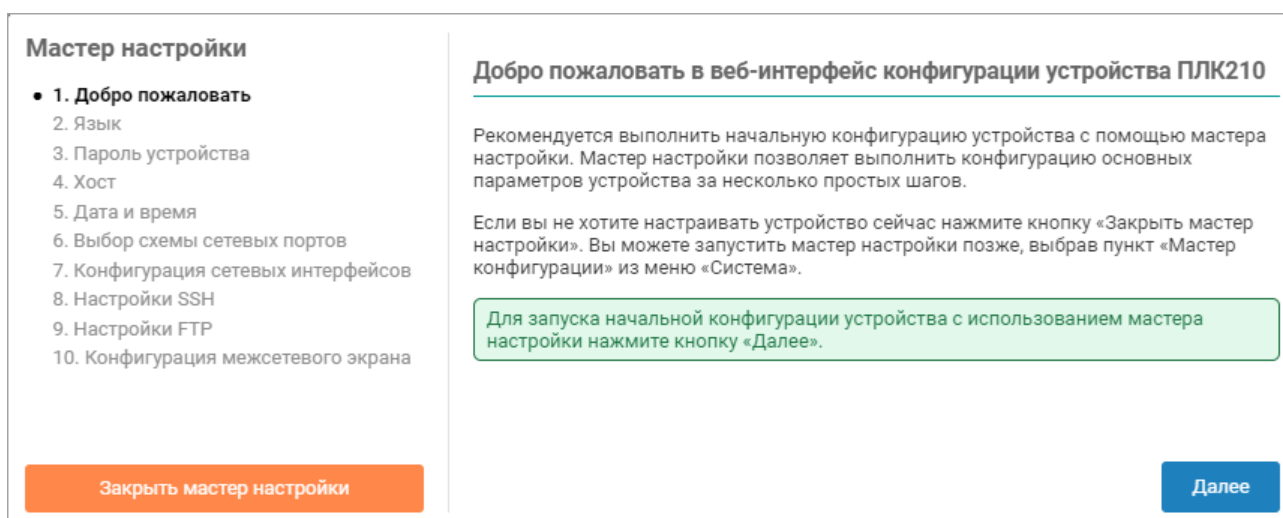 Мастер настройки
• 1. Добро пожаловать
2. Язык
3. Пароль устройства
4. Хост
5. Дата и время
6. Выбор схемы сетевых портов
7. Конфигурация сетевых интерфейсов
8. Настройки SSH
9. Настройки FTP
10. Конфигурация межсетевого экрана
Закрыть мастер настройки
Добро пожаловать в веб-интерфейс конфигурации устройства ПЛК210
Рекомендуется выполнить начальную конфигурацию устройства с помощью мастера
настройки. Мастер настройки позволяет выполнить конфигурацию основных
параметров устройства за несколько простых шагов.
Если вы не хотите настраивать устройство сейчас нажмите кнопку «Закрыть мастер
настройки». Вы можете запустить мастер настройки позже, выбрав пункт «Мастер
конфигурации» из меню «Система».
Для запуска начальной конфигурации устройства с использованием мастера
настройки нажмите кнопку «Далее».
Далее